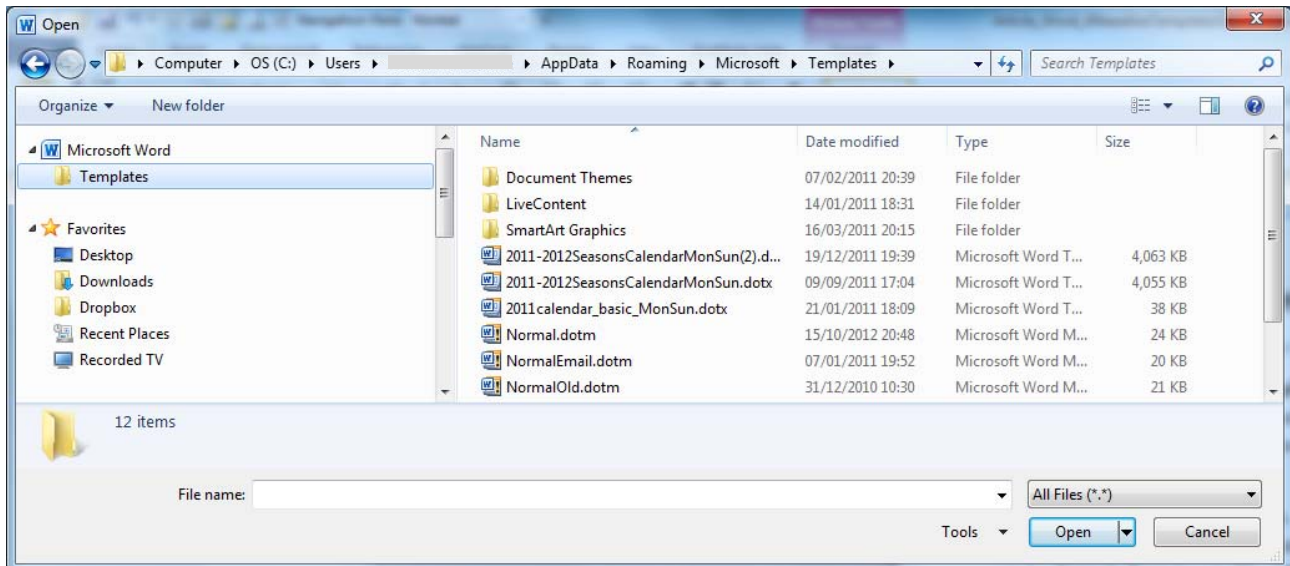 Open
Computer ▸ OS (C:) ▸ Users ▸ ▸ AppData ▸ Roaming ▸ Microsoft ▸ Templates ▸ Search Templates
Organize New folder
Microsoft Word
Templates
Favorites
Desktop
Downloads
Dropbox
Recent Places
Recorded TV
Name Date modified Type Size
Document Themes 07/02/2011 20:39 File folder
LiveContent 14/01/2011 18:31 File folder
SmartArt Graphics 16/03/2011 20:15 File folder
2011-2012SeasonsCalendarMonSun(2).d... 19/12/2011 19:39 Microsoft Word T... 4,063 KB
2011-2012SeasonsCalendarMonSun.dotx 09/09/2011 17:04 Microsoft Word T... 4,055 KB
2011calendar_basic_MonSun.dotx 21/01/2011 18:09 Microsoft Word T... 38 KB
Normal.dotm 15/10/2012 20:48 Microsoft Word M... 24 KB
NormalEmail.dotm 07/01/2011 19:52 Microsoft Word M... 20 KB
NormalOld.dotm 31/12/2010 10:30 Microsoft Word M... 21 KB
12 items
File name: All Files (*.*)
Tools Open Cancel